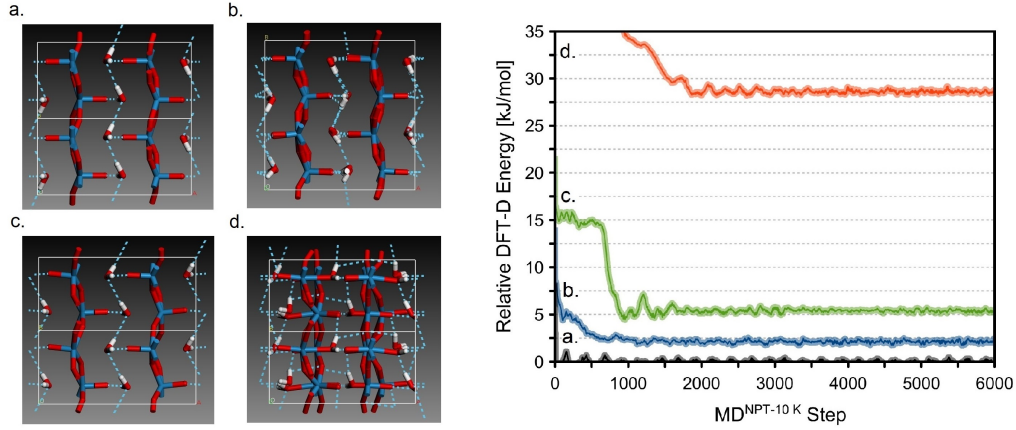 a.
b.
c.
d.
Relative DFT-D Energy [kJ/mol]
35
30
25
20
15
10
5
0
d.
c.
b.
a.
0
1000
2000
3000
4000
5000
6000
MD^NPT-10 K Step